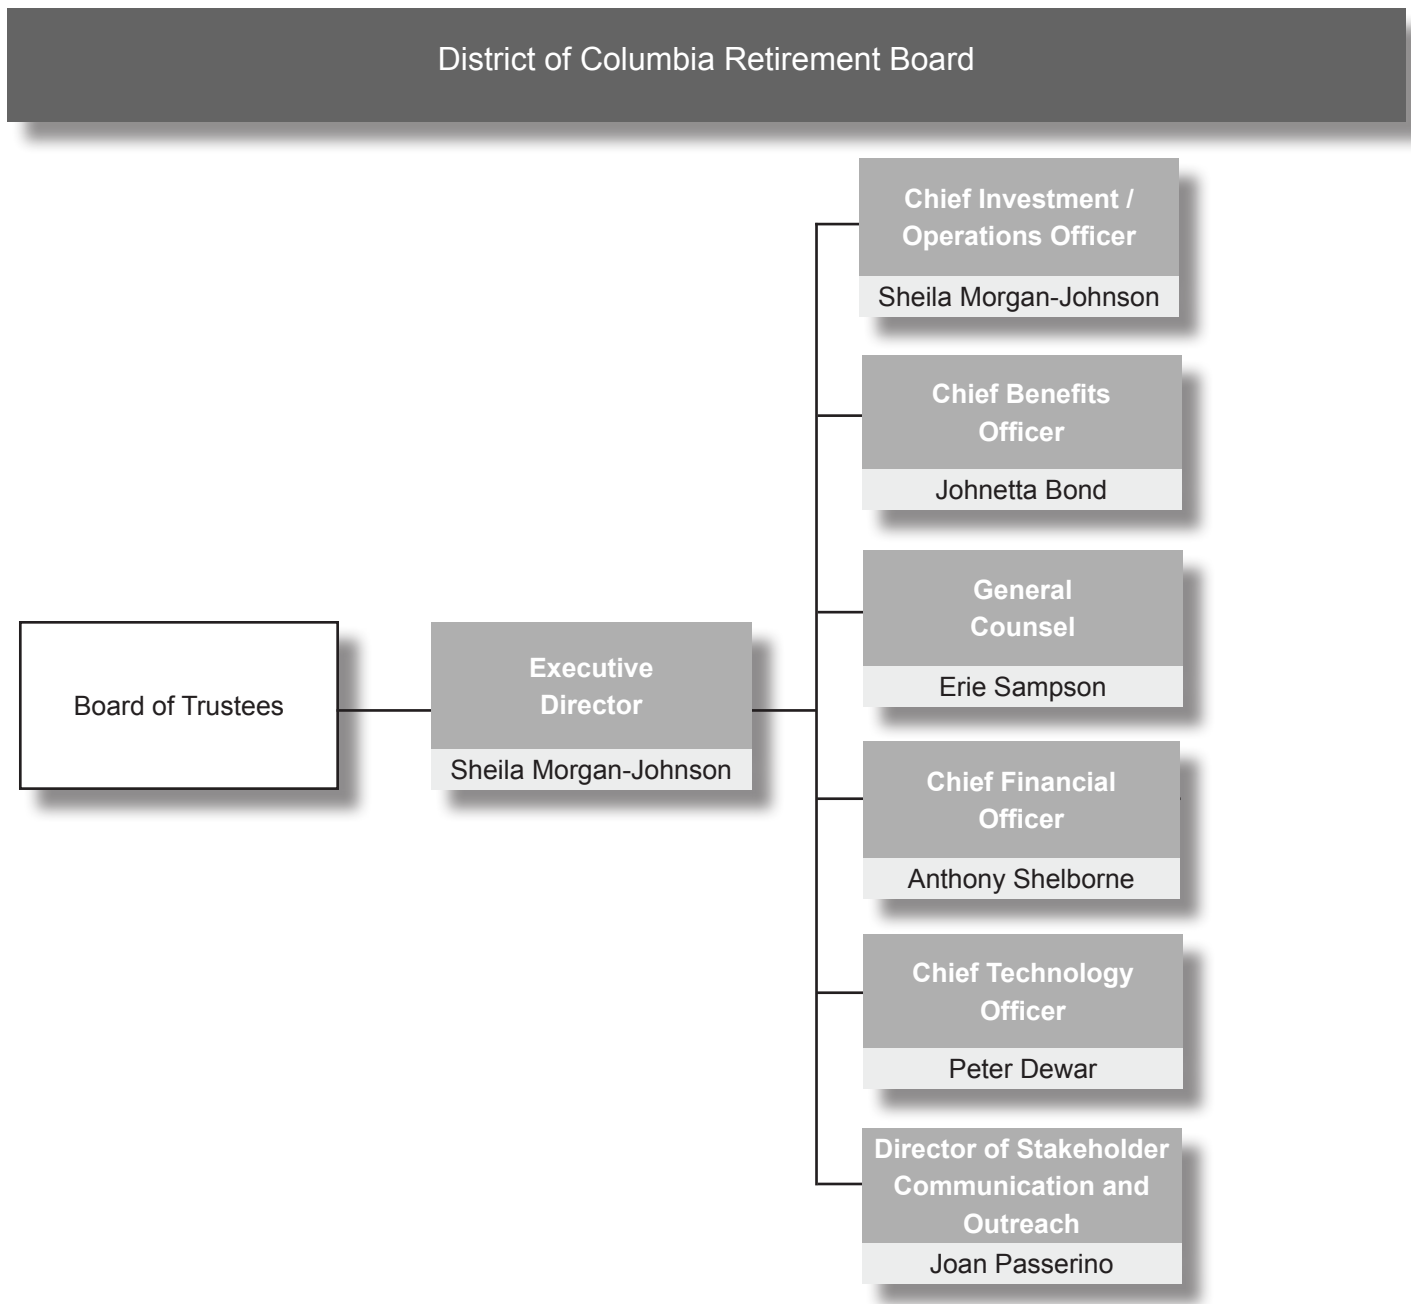 District of Columbia Retirement Board
Board of Trustees
Executive
Director
Sheila Morgan-Johnson
Chief Investment /
Operations Officer
Sheila Morgan-Johnson
Chief Benefits
Officer
Johnetta Bond
General
Counsel
Erie Sampson
Chief Financial
Officer
Anthony Shelborne
Chief Technology
Officer
Peter Dewar
Director of Stakeholder
Communication and
Outreach
Joan Passerino